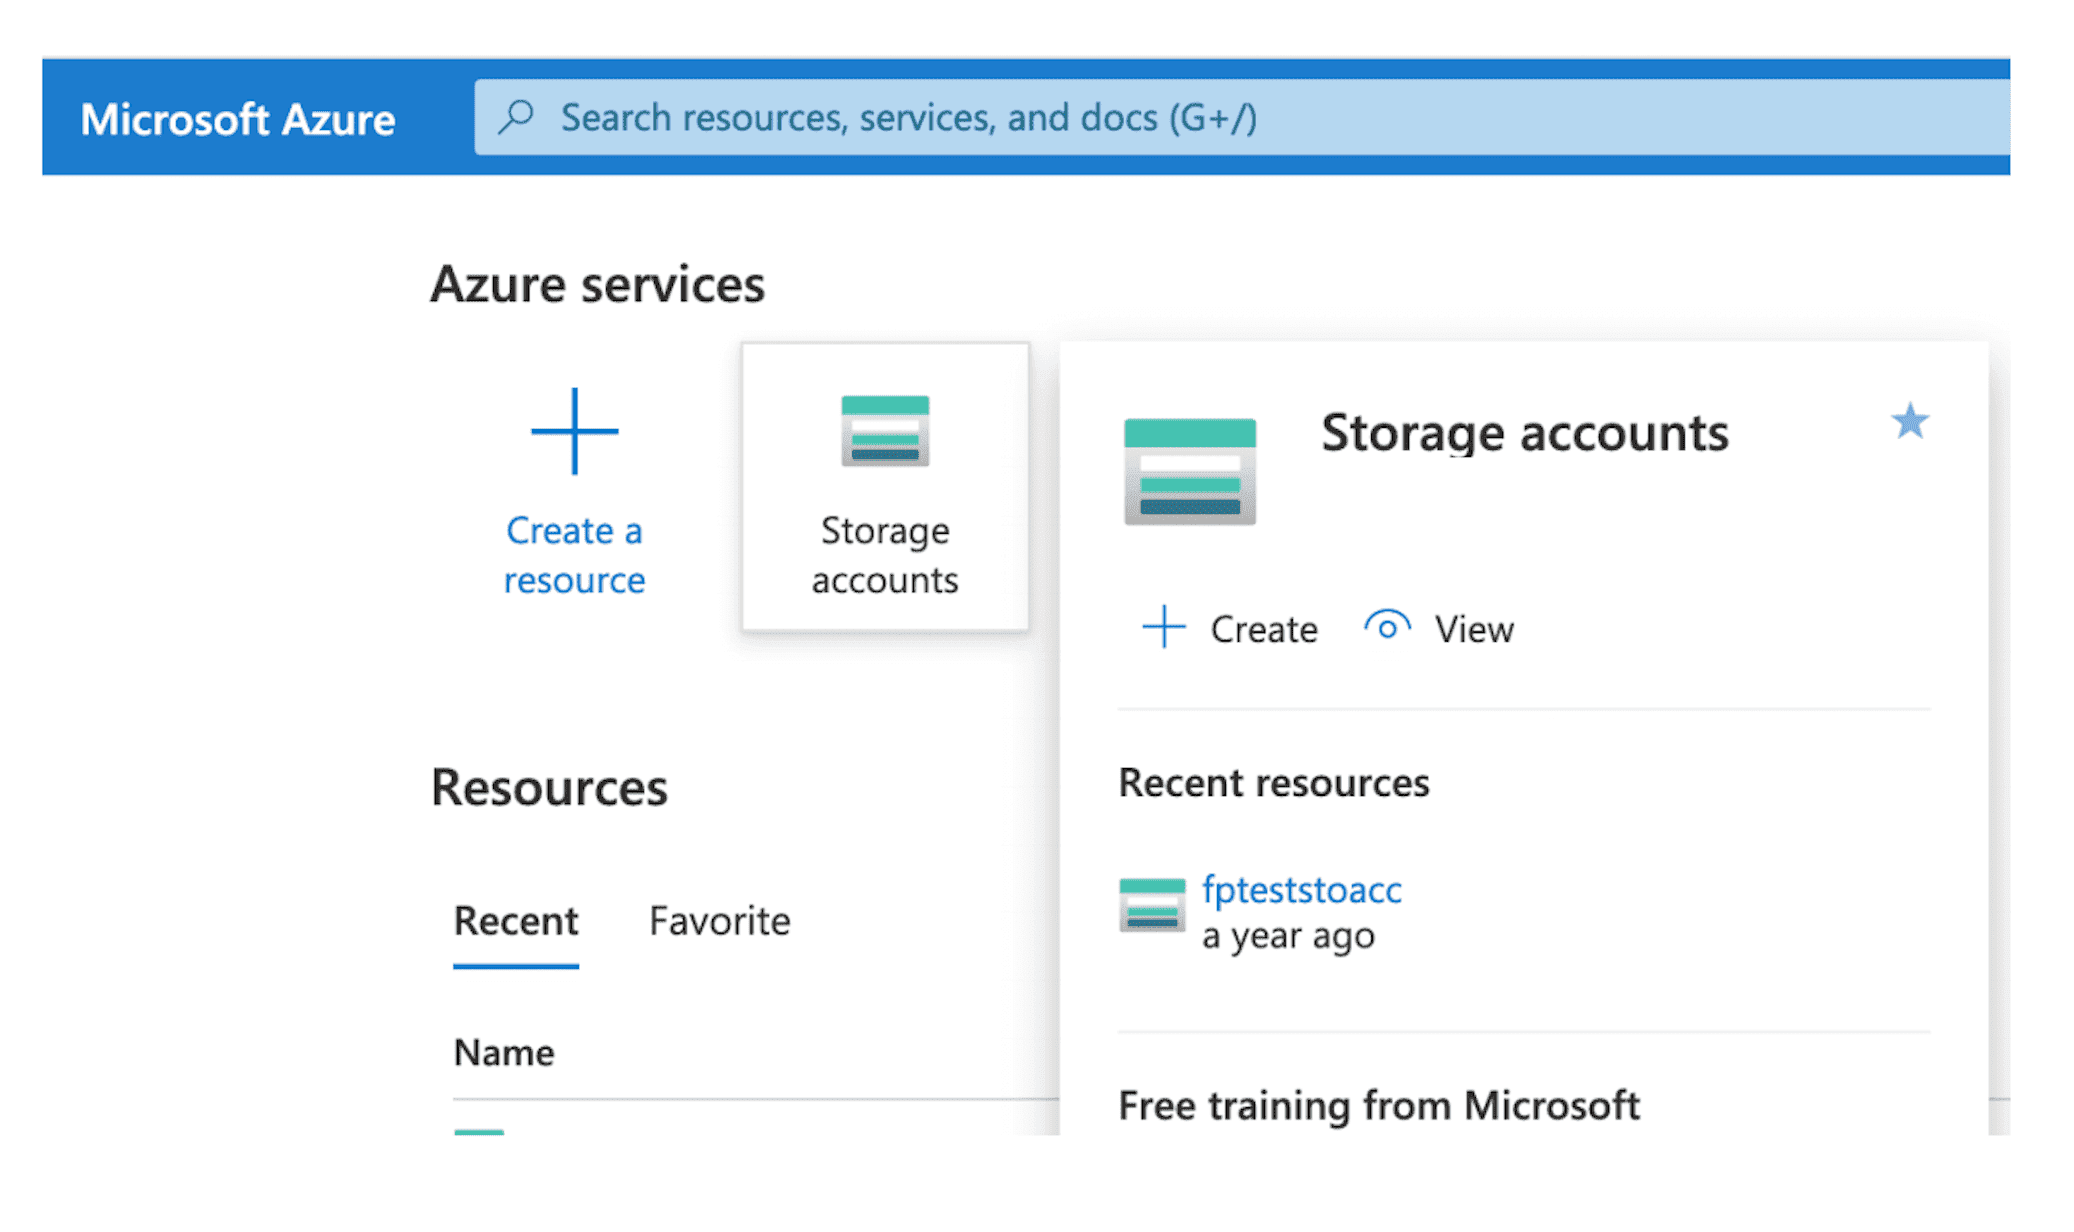 Microsoft Azure
Search resources, services, and docs (G+/)
Azure services
Create a
resource
Storage
accounts
Storage accounts
Create
View
Recent resources
fpteststoacc
a year ago
Free training from Microsoft
Resources
Recent
Favorite
Name